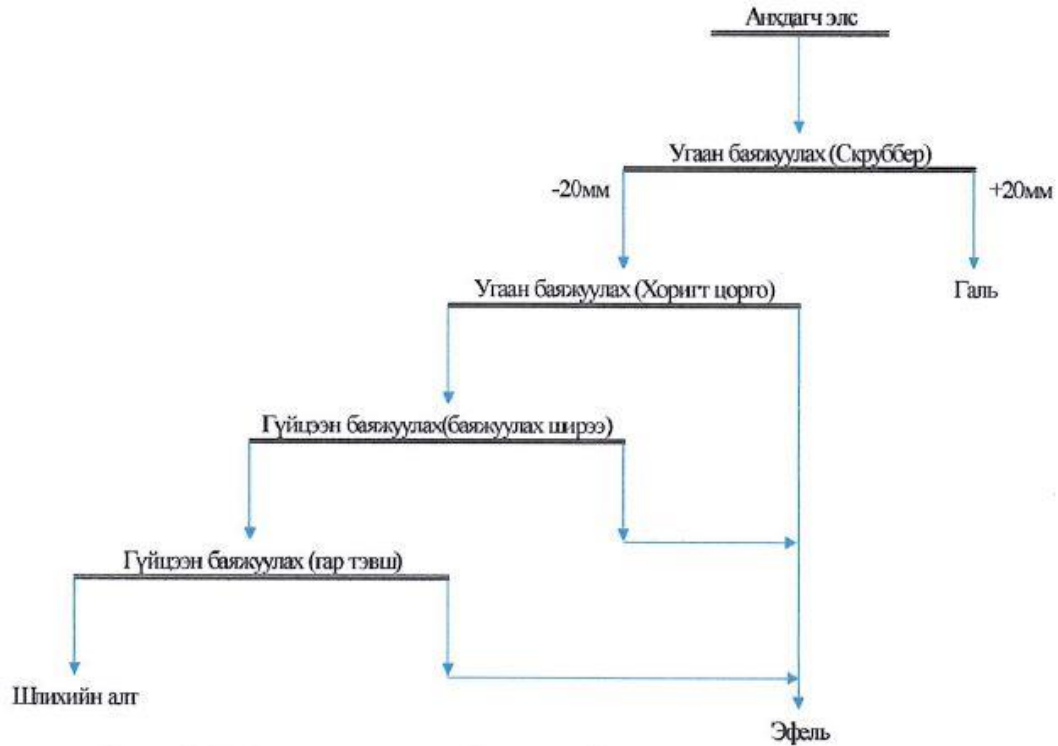 Анхдагч элс
Угаан баяжуулах (Скруббер)
-20мм
+20мм
Угаан баяжуулах (Хоригт цорго)
Галь
Гүйцээн баяжуулах(баяжуулах ширээ)
Гүйцээн баяжуулах (гар тэвш)
Шлихийн алт
Эфель